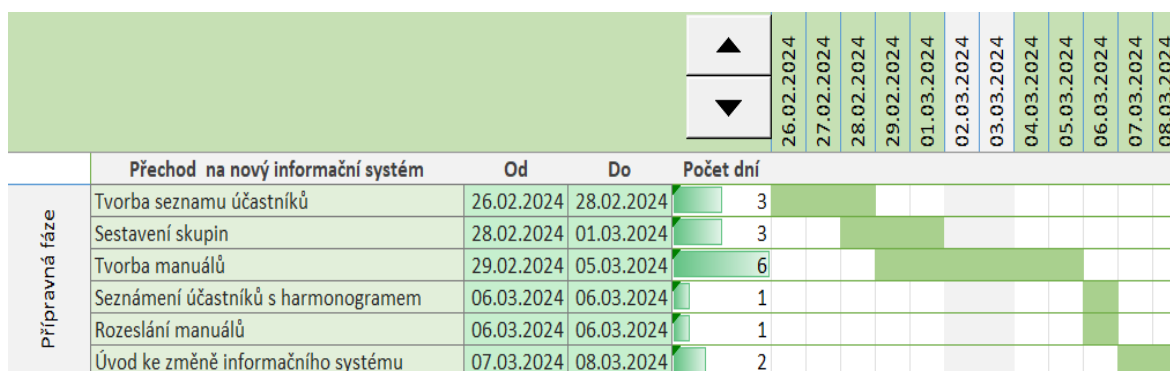 26.02.2024 27.02.2024 28.02.2024 29.02.2024 01.03.2024 02.03.2024 03.03.2024 04.03.2024 05.03.2024 06.03.2024 07.03.2024 08.03.2024
Přechod na nový informační systém Od Do Počet dní
Přípravná fáze
Tvorba seznamu účastníků 26.02.2024 28.02.2024 3
Sestavení skupin 28.02.2024 01.03.2024 3
Tvorba manuálů 29.02.2024 05.03.2024 6
Seznámení účastníků s harmonogramem 06.03.2024 06.03.2024 1
Rozeslání manuálů 06.03.2024 06.03.2024 1
Úvod ke změně informačního systému 07.03.2024 08.03.2024 2